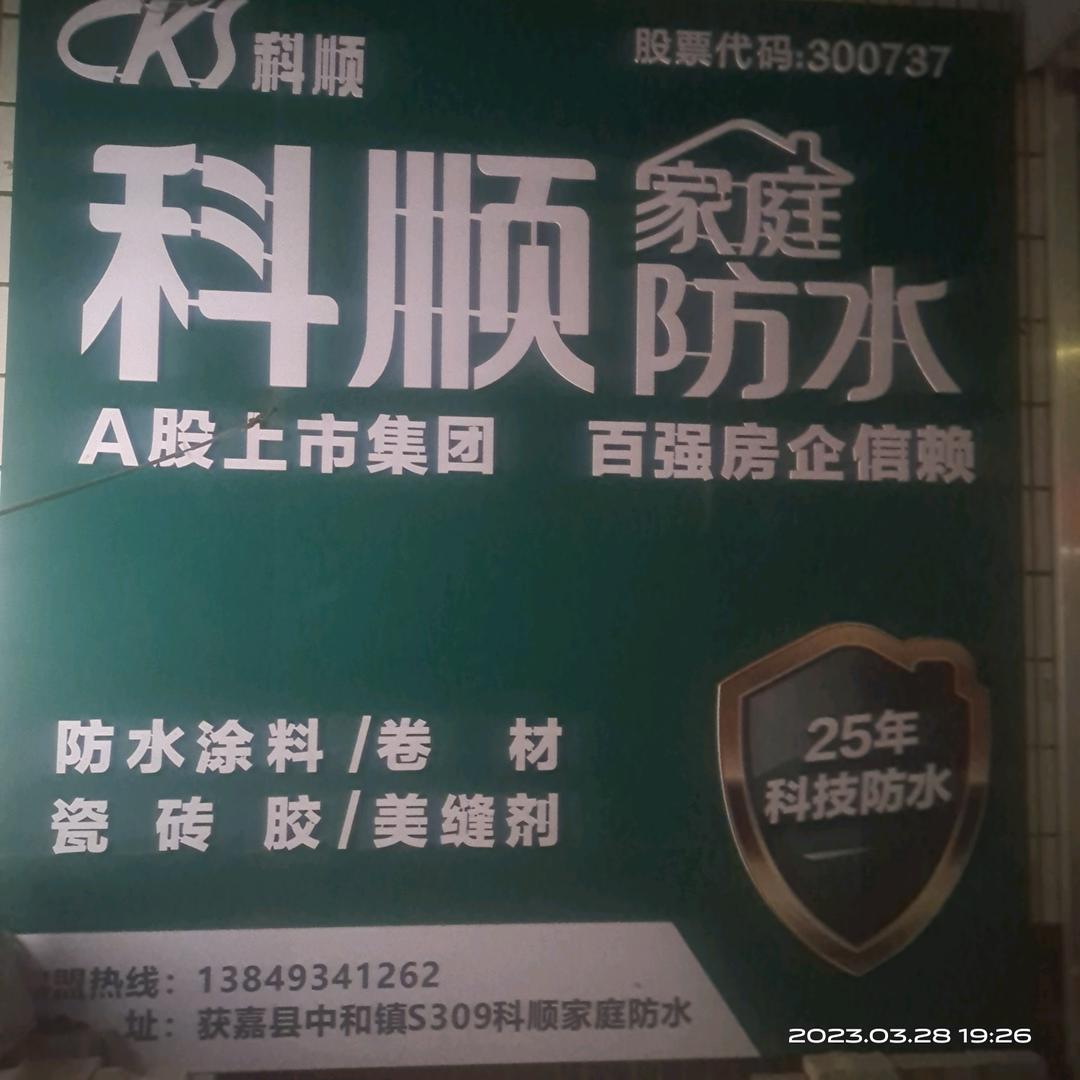 CKS 科顺
股票代码:300737
科顺 家庭防水
A股上市集团 百强房企信赖
防水涂料/卷 材
瓷 砖 胶/美缝剂
25年
科技防水
盟热线：13849341262
址：获嘉县中和镇S309科顺家庭防水
2023.03.28 19:26